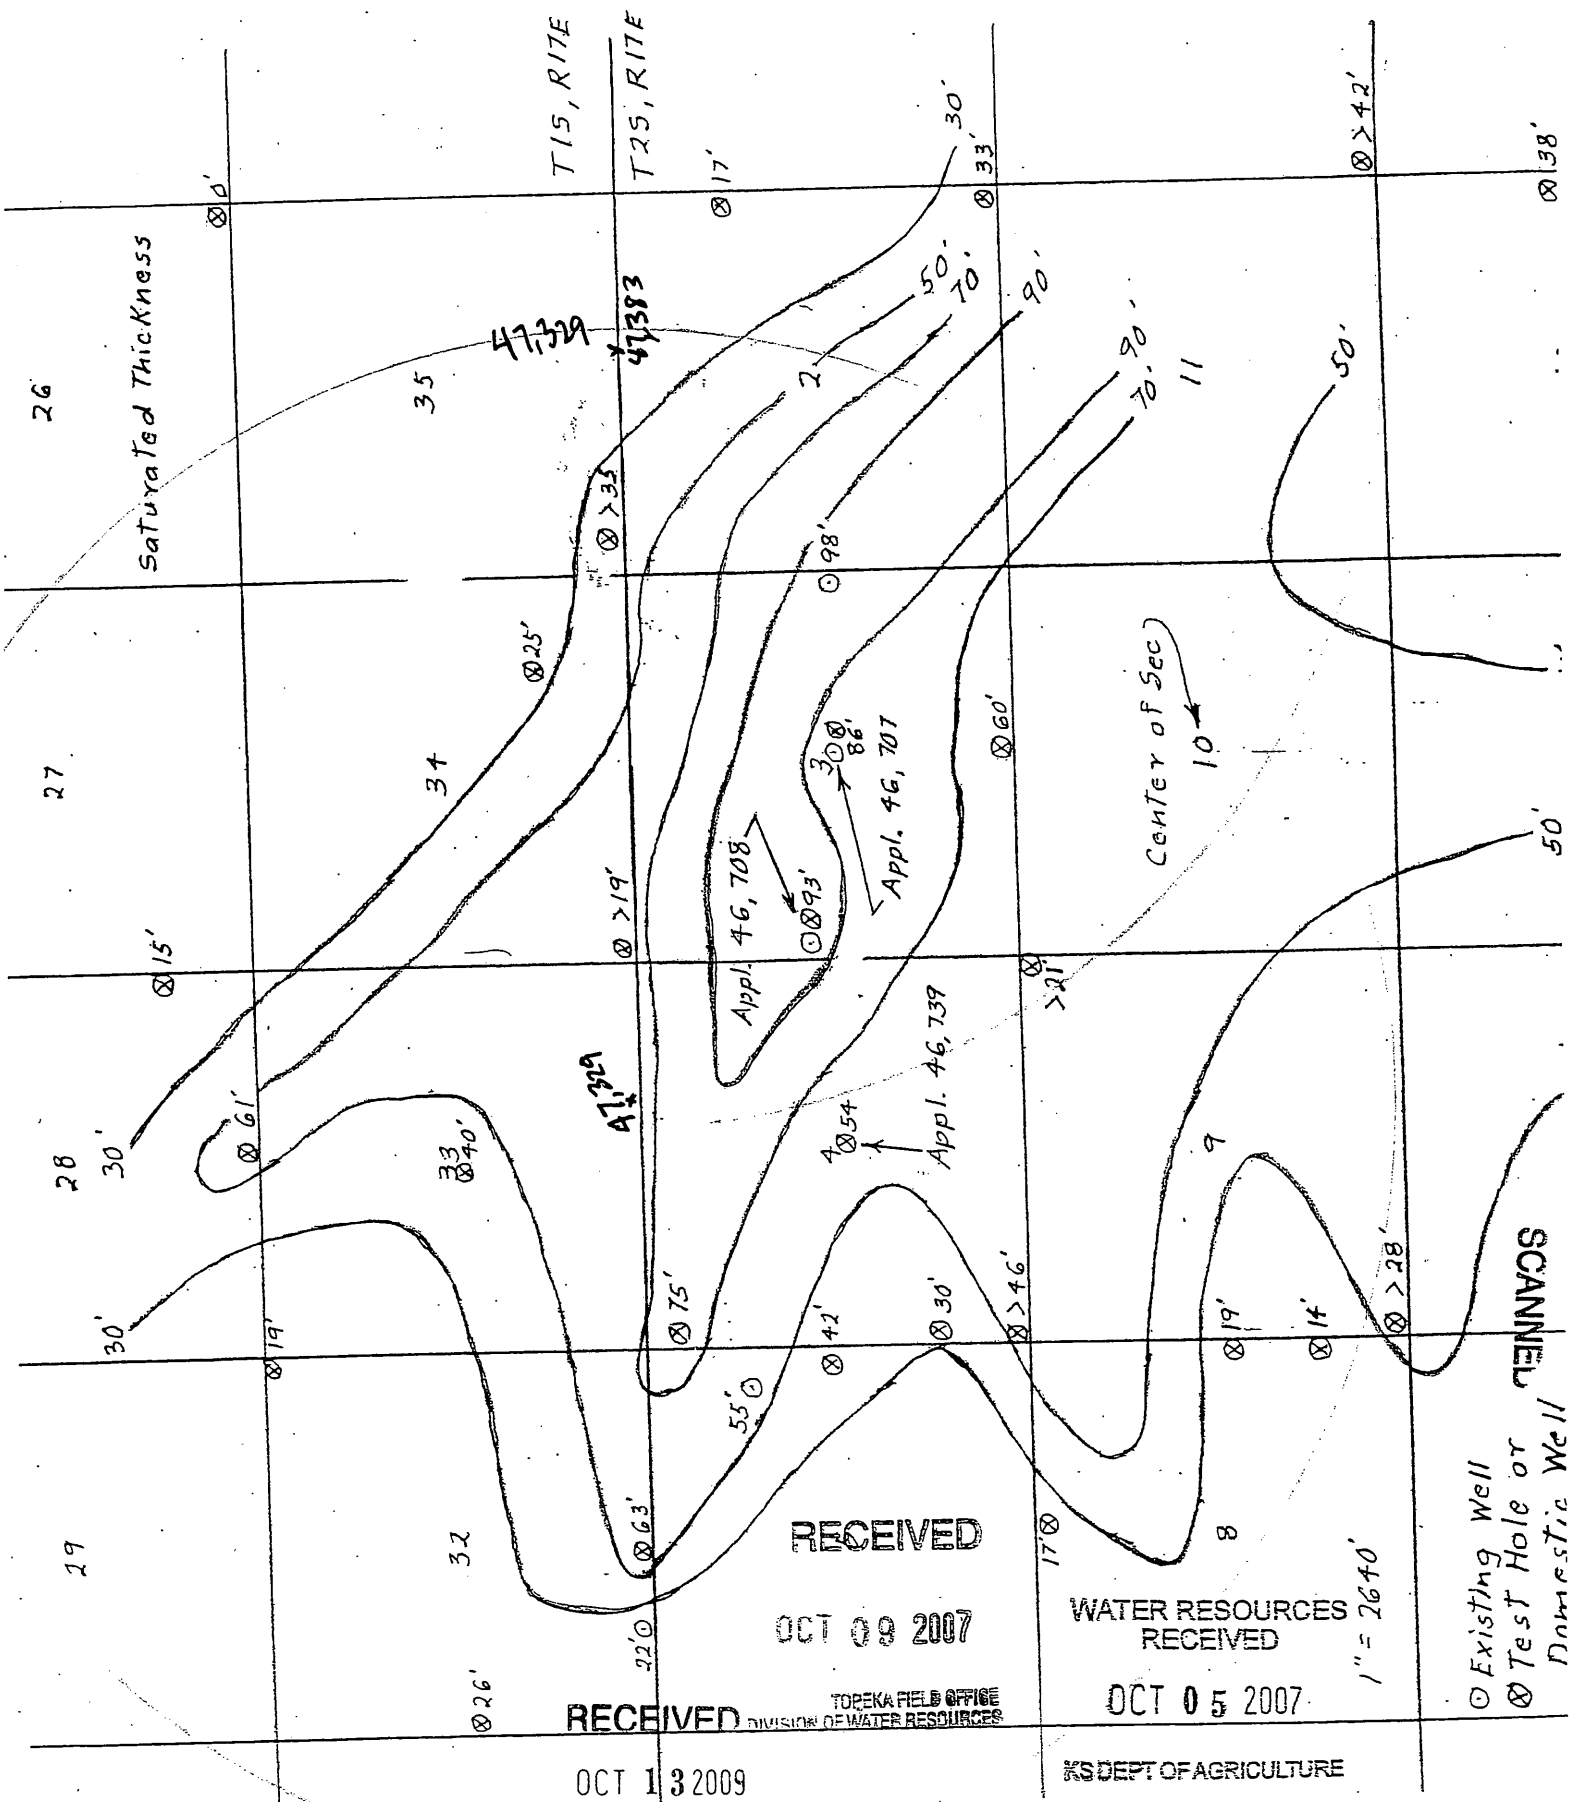 T1S, R17E
T2S, R17E
Saturated Thickness
26
27
28
29
35
34
33
32
2
3
4
11
10
9
8
0'
17'
33'
>42'
38'
30'
50'
70'
90'
90'
70'
50'
47,329
47,383
>35
98'
25'
15'
>19'
Appl. 46,708
93'
86'
Appl. 46,707
60'
Center of Sec
>21'
47,329
Appl. 46,739
54
61'
30'
40'
30'
19'
75'
42'
30'
>46'
19'
14'
>28'
50'
55'
63'
22'
26'
17'
1" = 2640'
Existing Well
Test Hole or
Domestic Well
SCANNED
RECEIVED
OCT 09 2007
TOPEKA FIELD OFFICE
DIVISION OF WATER RESOURCES
WATER RESOURCES
RECEIVED
OCT 05 2007
KS DEPT OF AGRICULTURE
RECEIVED
OCT 13 2009